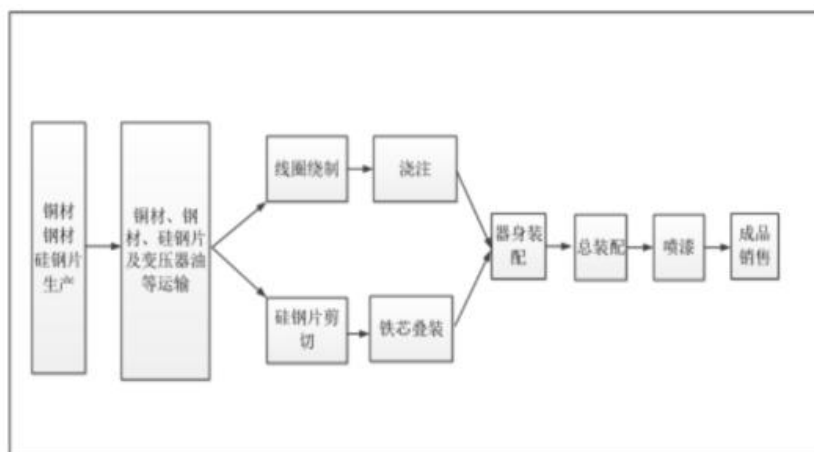 铜材
钢材
硅钢片
生产
铜材、钢
材、硅钢片
及变压器油
等运输
线圈绕制
浇注
硅钢片剪
切
铁芯叠装
器身装
配
总装配
喷漆
成品
销售